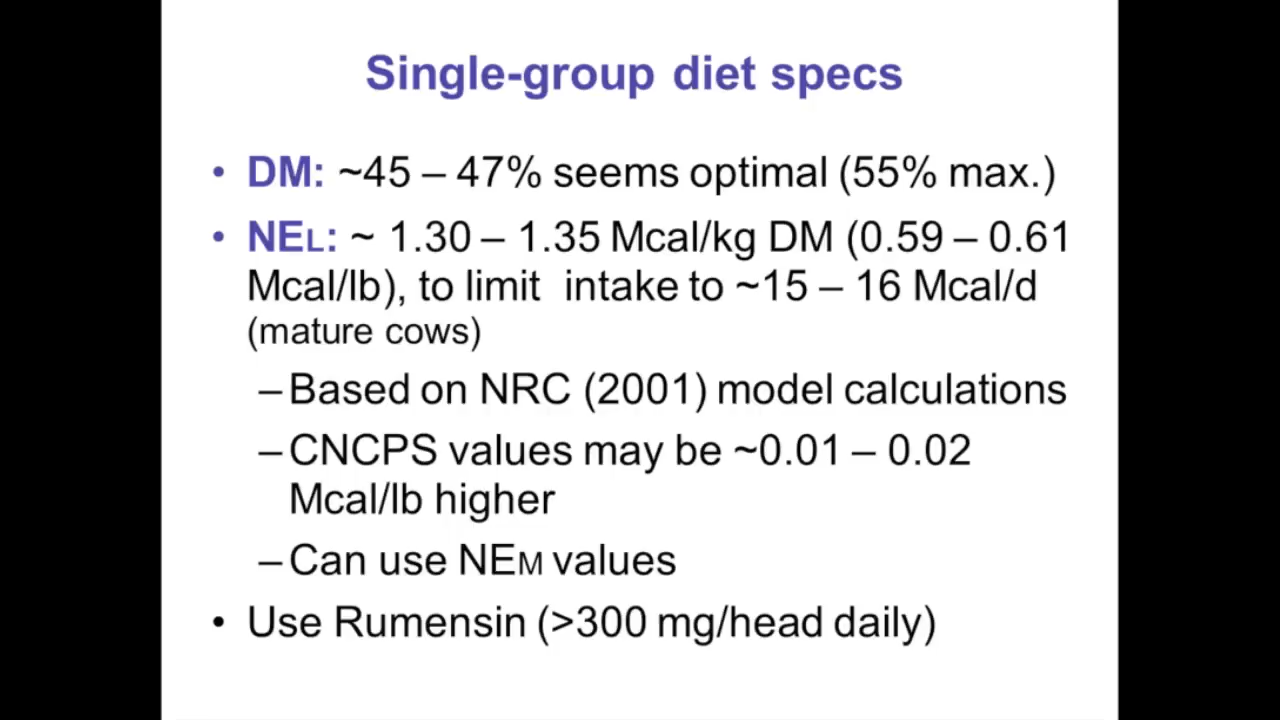 Single-group diet specs
• DM: ~45 – 47% seems optimal (55% max.)
• NEL: ~ 1.30 – 1.35 Mcal/kg DM (0.59 – 0.61
Mcal/lb), to limit intake to ~15 – 16 Mcal/d
(mature cows)
–Based on NRC (2001) model calculations
–CNCPS values may be ~0.01 – 0.02
Mcal/lb higher
–Can use NEM values
• Use Rumensin (>300 mg/head daily)